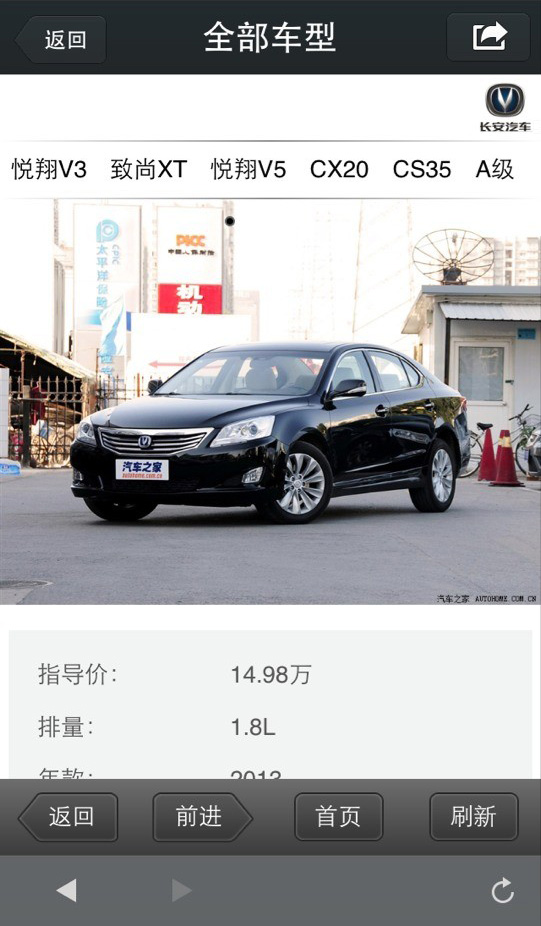 返回
全部车型
长安汽车
悦翔V3 致尚XT 悦翔V5 CX20 CS35 A级
CPIC
太平洋保险
PICC
中国人保财险
机动
汽车之家
autohome.com.cn
汽车之家 AUTOHOME.COM.CN
指导价: 14.98万
排量: 1.8L
年款: 2013
返回 前进 首页 刷新